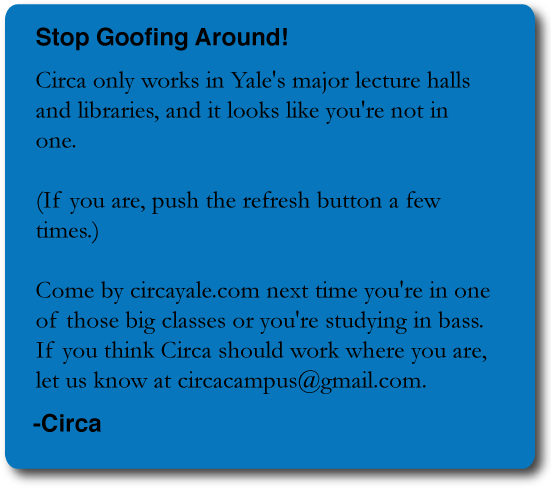 Stop Goofing Around!
Circa only works in Yale's major lecture halls
and libraries, and it looks like you're not in
one.
(If you are, push the refresh button a few
times.)
Come by circayale.com next time you're in one
of those big classes or you're studying in bass.
If you think Circa should work where you are,
let us know at circacampus@gmail.com.
-Circa